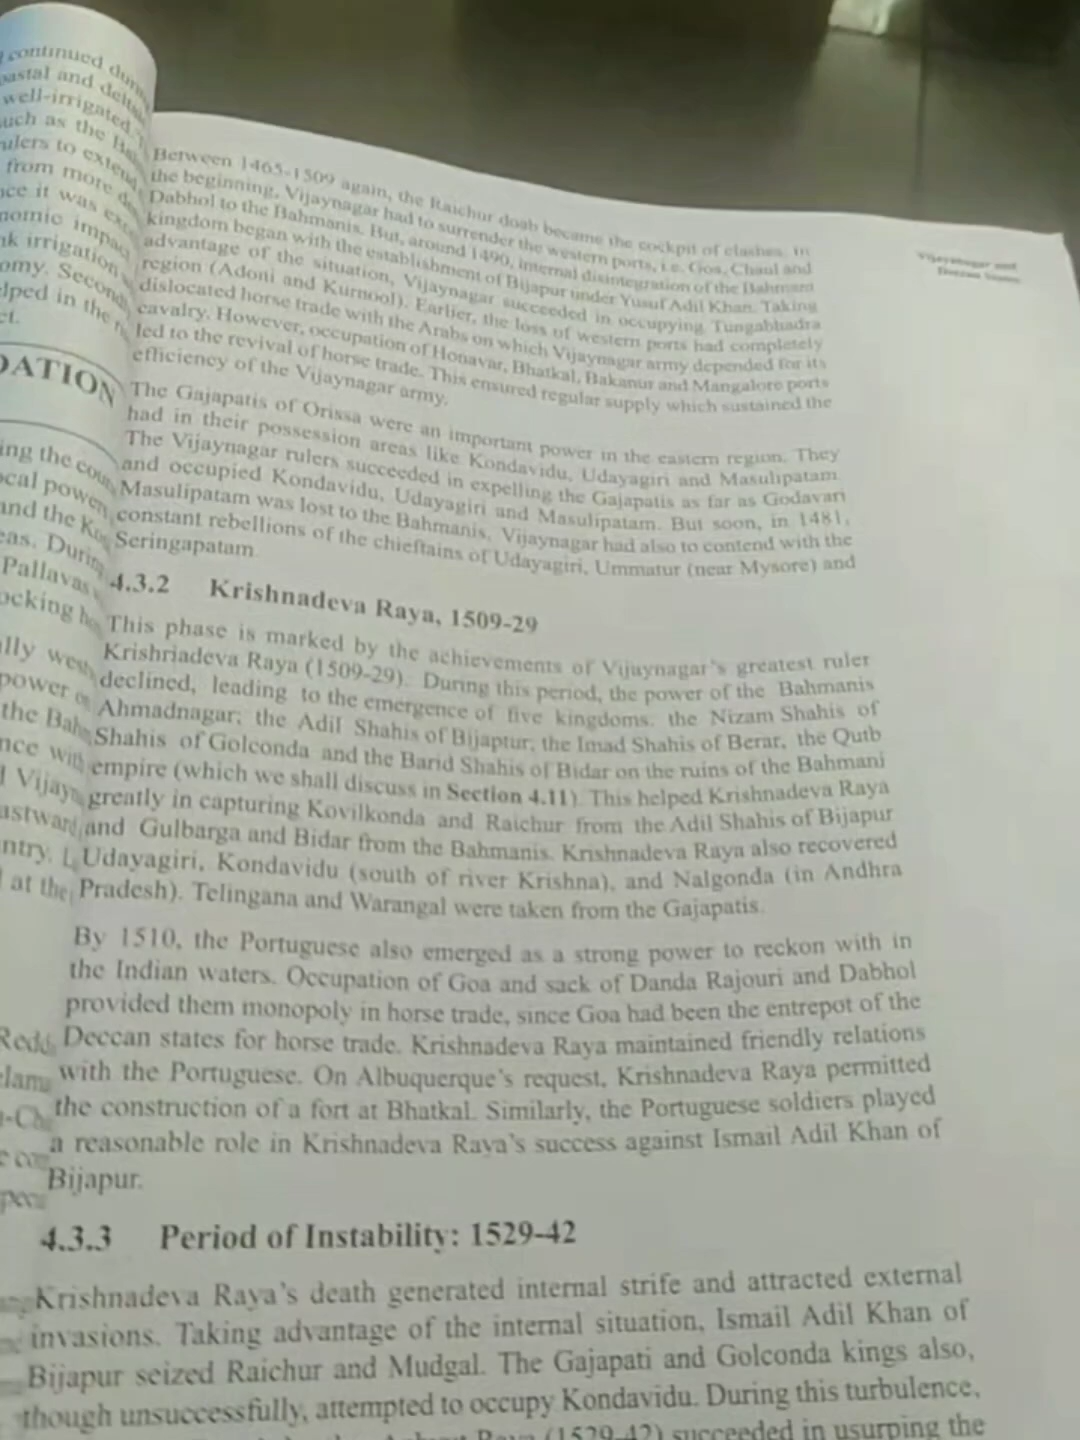 Vijayanagar and
Deccan States
Between 1465-1509 again, the Raichur doab became the cockpit of clashes. In
the beginning, Vijaynagar had to surrender the western ports, i.e. Goa, Chaul and
Dabhol to the Bahmanis. But, around 1490, internal disintegration of the Bahmani
kingdom began with the establishment of Bijapur under Yusuf Adil Khan. Taking
advantage of the situation, Vijaynagar succeeded in occupying Tungabhadra
region (Adoni and Kurnool). Earlier, the loss of western ports had completely
dislocated horse trade with the Arabs on which Vijaynagar army depended for its
cavalry. However, occupation of Honavar, Bhatkal, Bakanur and Mangalore ports
led to the revival of horse trade. This ensured regular supply which sustained the
efficiency of the Vijaynagar army.
The Gajapatis of Orissa were an important power in the eastern region. They
had in their possession areas like Kondavidu, Udayagiri and Masulipatam.
The Vijaynagar rulers succeeded in expelling the Gajapatis as far as Godavari
and occupied Kondavidu, Udayagiri and Masulipatam. But soon, in 1481,
Masulipatam was lost to the Bahmanis. Vijaynagar had also to contend with the
constant rebellions of the chieftains of Udayagiri, Ummatur (near Mysore) and
Seringapatam.
4.3.2 Krishnadeva Raya, 1509-29
This phase is marked by the achievements of Vijaynagar's greatest ruler
Krishriadeva Raya (1509-29). During this period, the power of the Bahmanis
declined, leading to the emergence of five kingdoms: the Nizam Shahis of
Ahmadnagar; the Adil Shahis of Bijaptur; the Imad Shahis of Berar, the Qutb
Shahis of Golconda and the Barid Shahis of Bidar on the ruins of the Bahmani
empire (which we shall discuss in Section 4.11). This helped Krishnadeva Raya
greatly in capturing Kovilkonda and Raichur from the Adil Shahis of Bijapur
and Gulbarga and Bidar from the Bahmanis. Krishnadeva Raya also recovered
Udayagiri, Kondavidu (south of river Krishna), and Nalgonda (in Andhra
Pradesh). Telingana and Warangal were taken from the Gajapatis.
By 1510, the Portuguese also emerged as a strong power to reckon with in
the Indian waters. Occupation of Goa and sack of Danda Rajouri and Dabhol
provided them monopoly in horse trade, since Goa had been the entrepot of the
Deccan states for horse trade. Krishnadeva Raya maintained friendly relations
with the Portuguese. On Albuquerque's request, Krishnadeva Raya permitted
the construction of a fort at Bhatkal. Similarly, the Portuguese soldiers played
a reasonable role in Krishnadeva Raya's success against Ismail Adil Khan of
Bijapur.
4.3.3 Period of Instability: 1529-42
Krishnadeva Raya's death generated internal strife and attracted external
invasions. Taking advantage of the internal situation, Ismail Adil Khan of
Bijapur seized Raichur and Mudgal. The Gajapati and Golconda kings also,
though unsuccessfully, attempted to occupy Kondavidu. During this turbulence,
Raya (1529-42) succeeded in usurping the